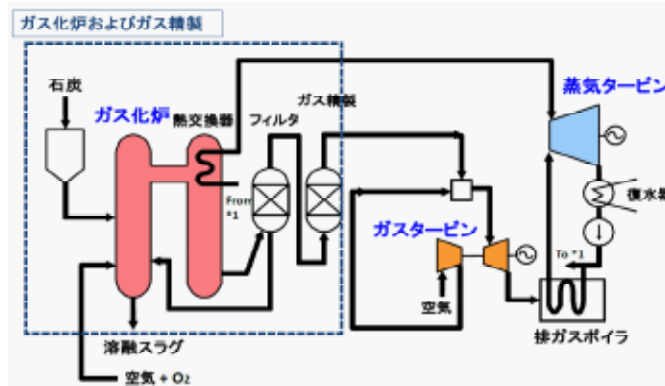 ガス化炉およびガス精製
石炭
ガス化炉
熱交換器
フィルタ
ガス精製
蒸気タービン
From
*1
復水器
ガスタービン
To *1
空気
排ガスボイラ
溶融スラグ
空気 + O₂